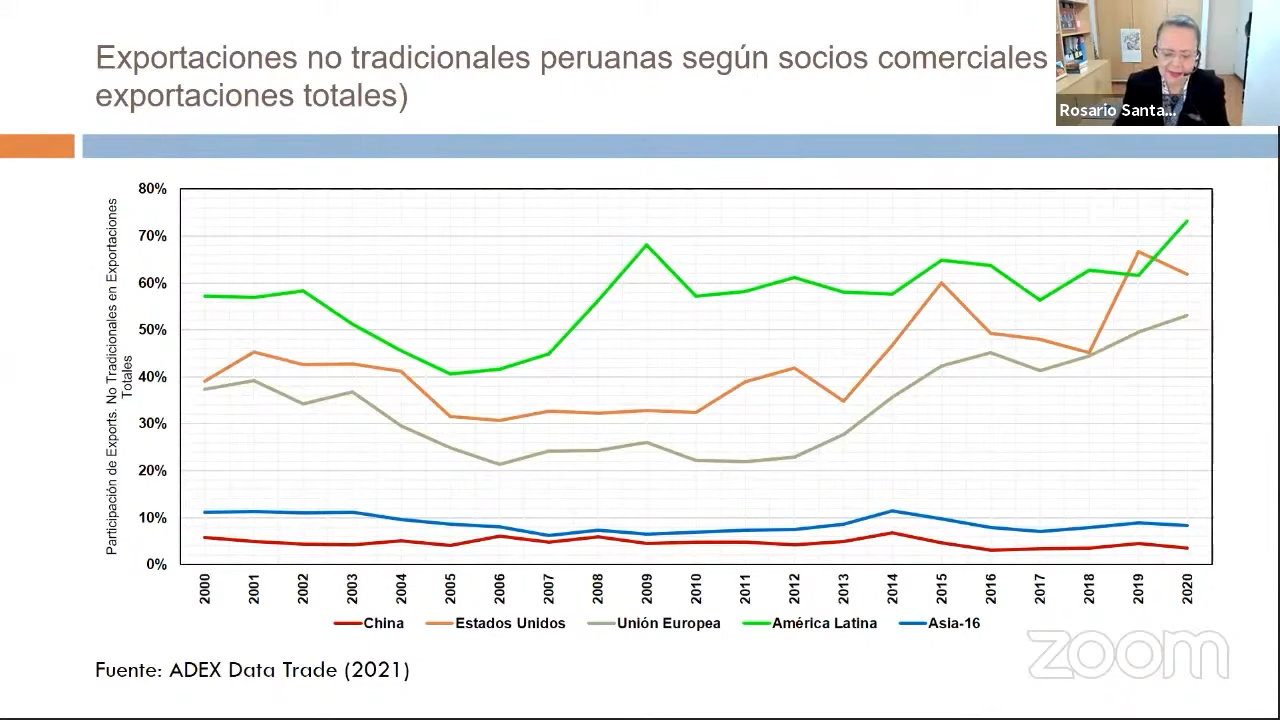 Exportaciones no tradicionales peruanas según socios comerciales
exportaciones totales)
Rosario Santa...
Participación de Exports. No Tradicionales en Exportaciones
Totales
80%
70%
60%
50%
40%
30%
20%
10%
0%
2000 2001 2002 2003 2004 2005 2006 2007 2008 2009 2010 2011 2012 2013 2014 2015 2016 2017 2018 2019 2020
China Estados Unidos Unión Europea América Latina Asia-16
Fuente: ADEX Data Trade (2021)
zoom